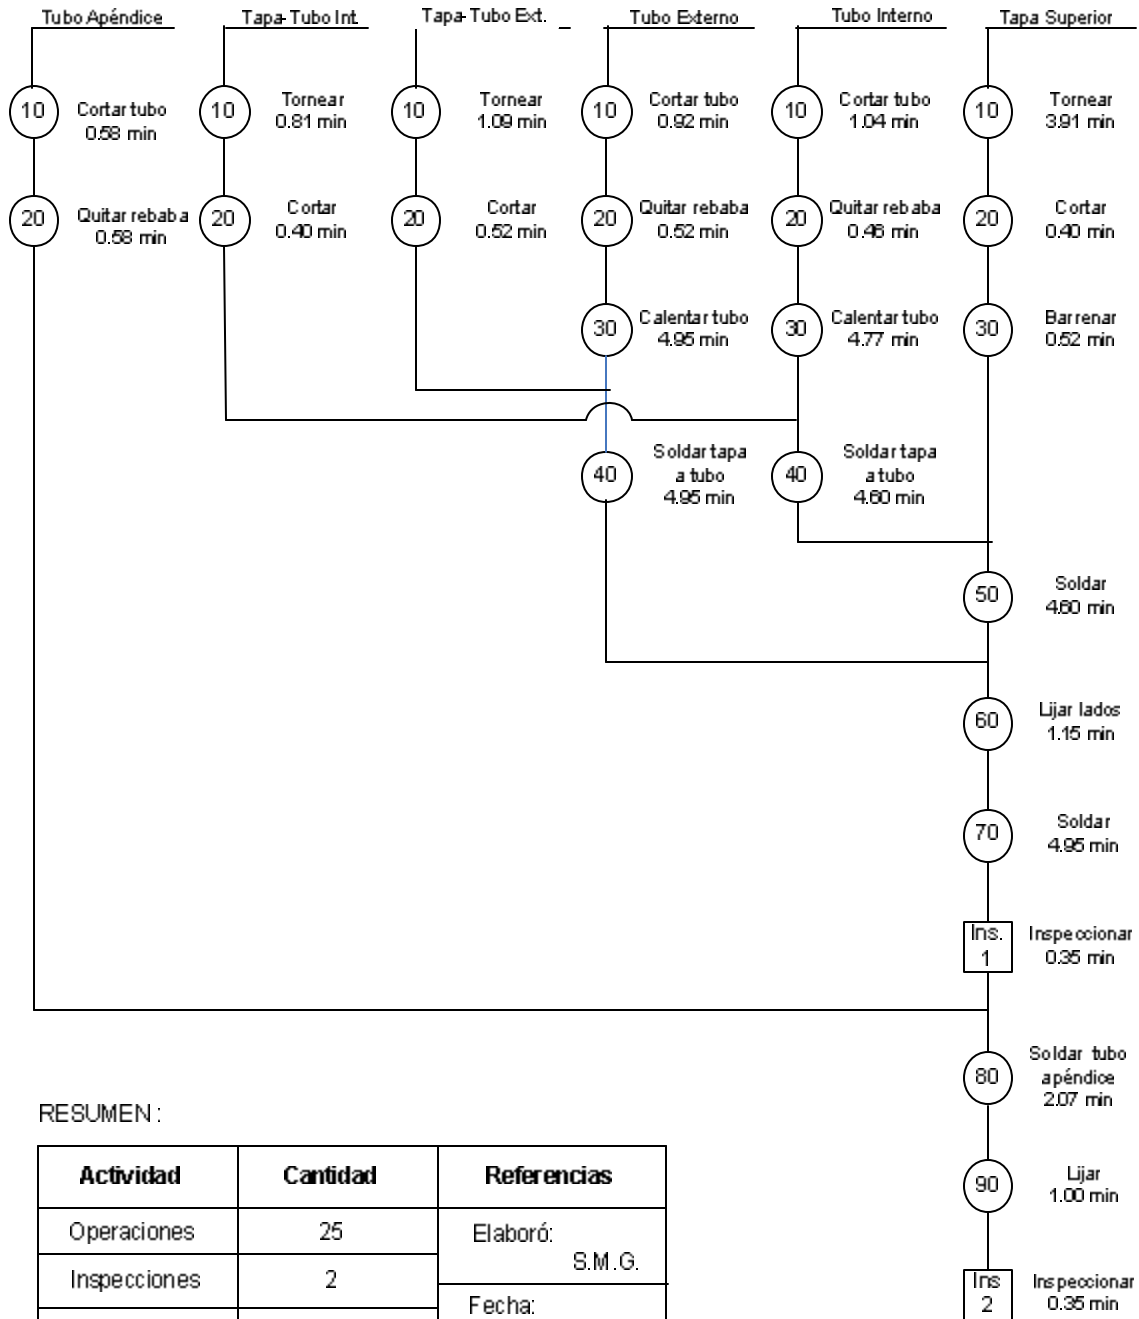 Tubo Apéndice
Tapa-Tubo Int.
Tapa-Tubo Ext.
Tubo Externo
Tubo Interno
Tapa Superior
10
Cortar tubo
0.58 min
10
Tornear
0.81 min
10
Tornear
1.09 min
10
Cortar tubo
0.92 min
10
Cortar tubo
1.04 min
10
Tornear
3.91 min
20
Quitar rebaba
0.58 min
20
Cortar
0.40 min
20
Cortar
0.52 min
20
Quitar rebaba
0.52 min
20
Quitar rebaba
0.46 min
20
Cortar
0.40 min
30
Calentar tubo
4.95 min
30
Calentar tubo
4.77 min
30
Barrenar
0.52 min
40
Soldar tapa
a tubo
4.95 min
40
Soldar tapa
a tubo
4.60 min
50
Soldar
4.60 min
60
Lijar lados
1.15 min
70
Soldar
4.95 min
Ins.
1
Inspeccionar
0.35 min
80
Soldar tubo
apéndice
2.07 min
90
Lijar
1.00 min
Ins
2
Inspeccionar
0.35 min
RESUMEN:
Actividad
Cantidad
Referencias
Operaciones
25
Elaboró:
S.M.G.
Inspecciones
2
Fecha: